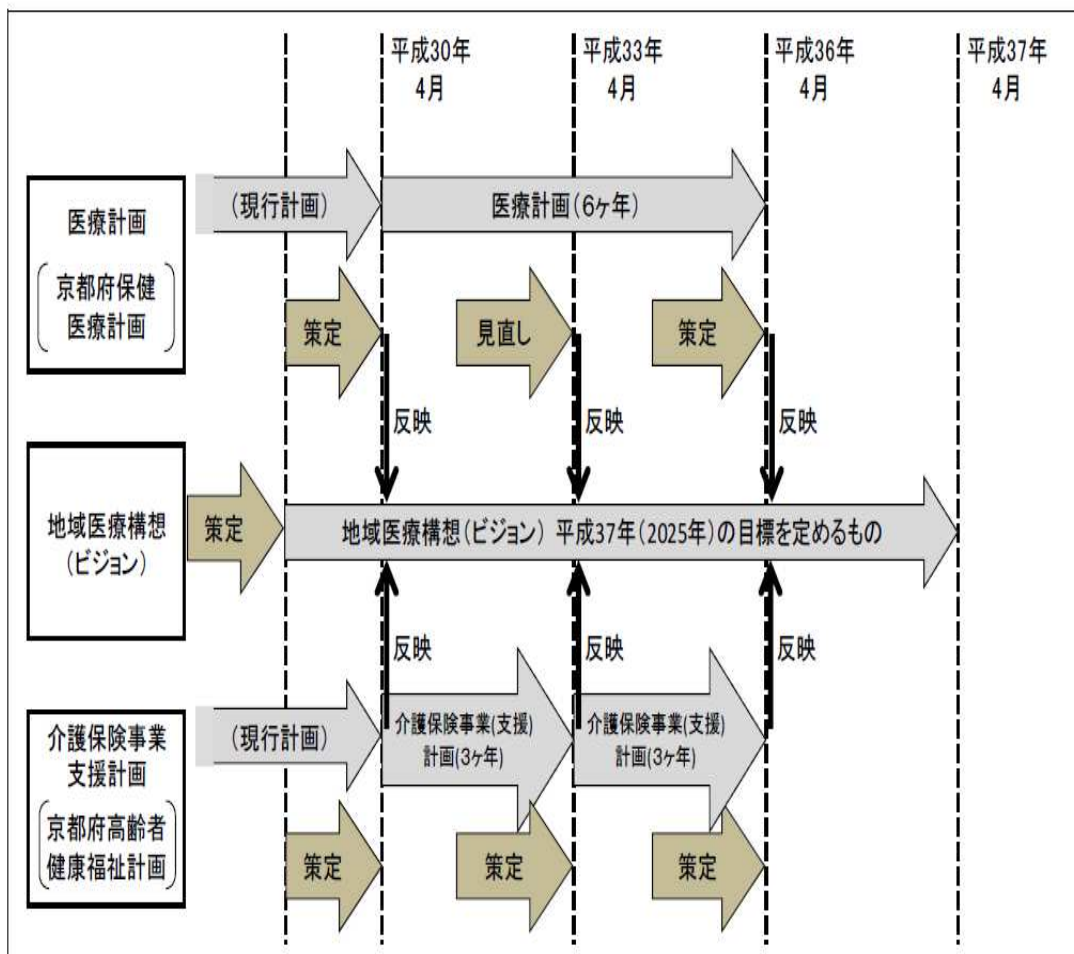 平成30年
4月
平成33年
4月
平成36年
4月
平成37年
4月
医療計画
京都府保健
医療計画
(現行計画)
医療計画(6ヶ年)
策定
見直し
策定
反映
反映
反映
地域医療構想
(ビジョン)
策定
地域医療構想(ビジョン) 平成37年(2025年)の目標を定めるもの
反映
反映
反映
介護保険事業
支援計画
京都府高齢者
健康福祉計画
(現行計画)
介護保険事業(支援)
計画(3ヶ年)
介護保険事業(支援)
計画(3ヶ年)
策定
策定
策定